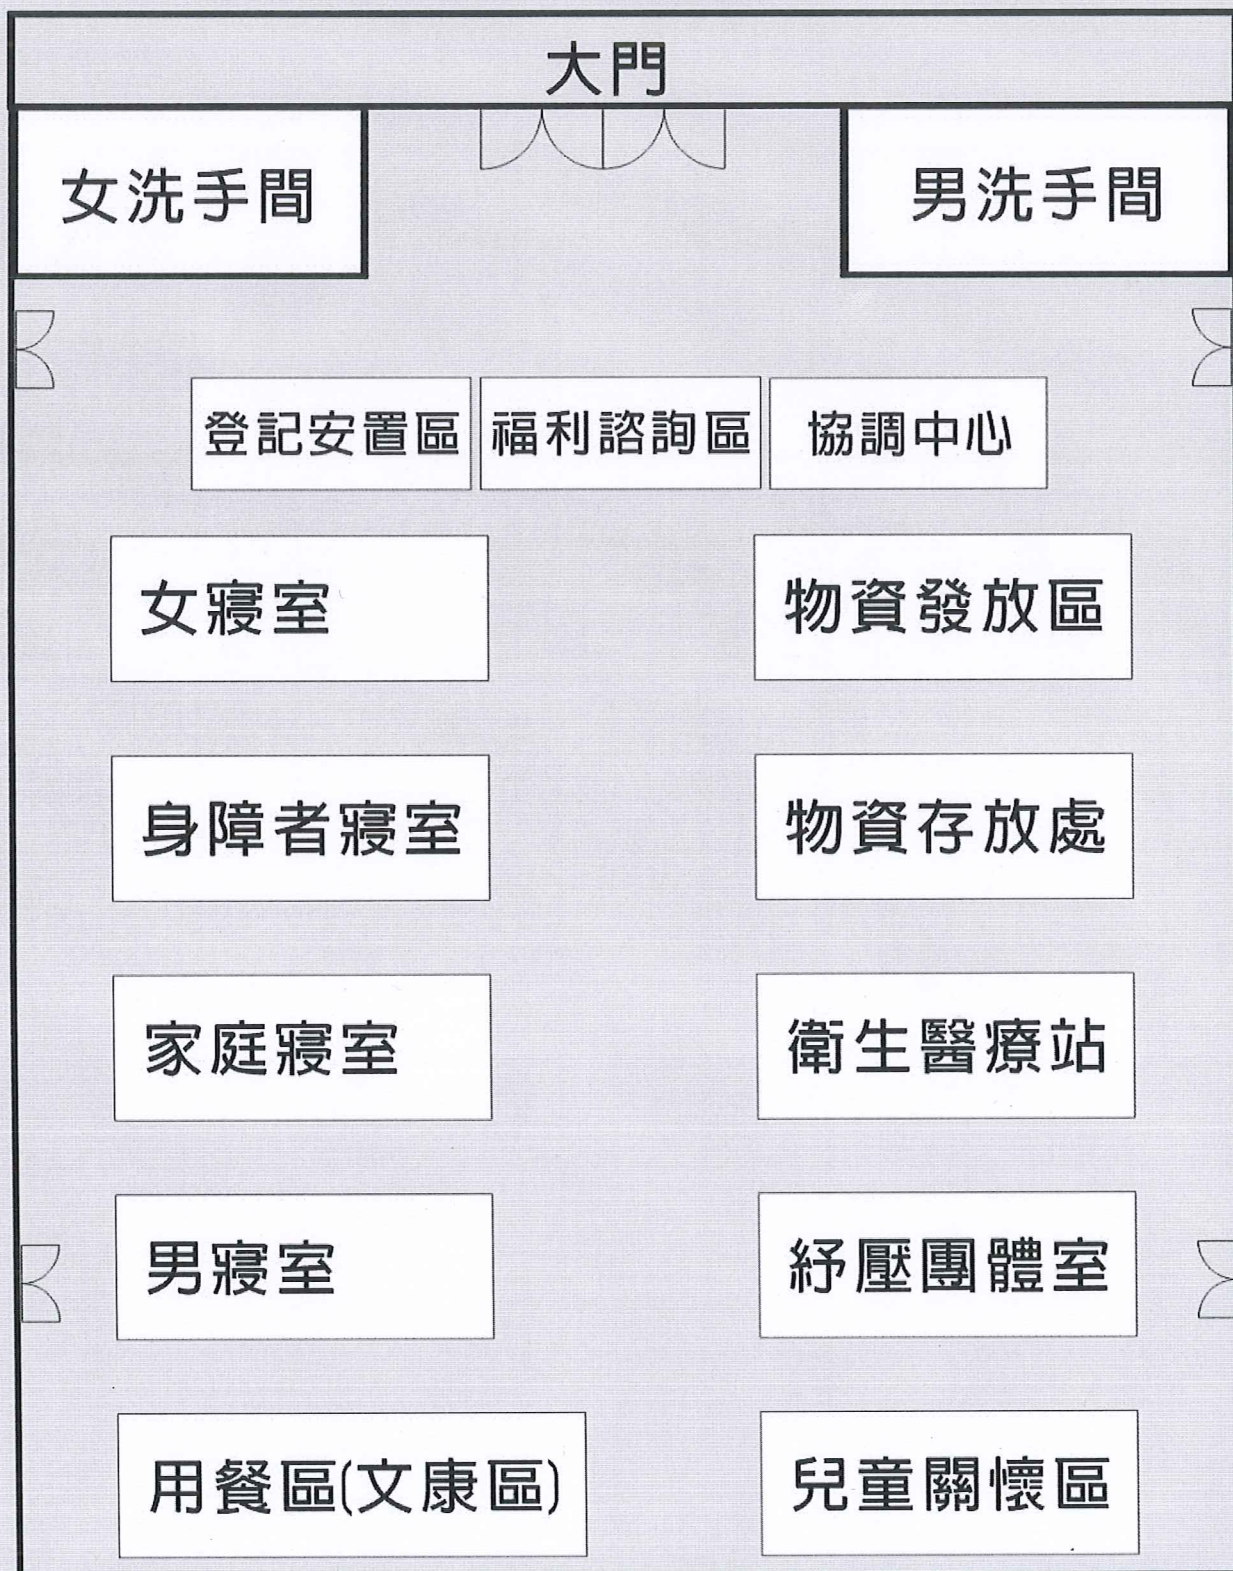 大門
女洗手間
男洗手間
登記安置區
福利諮詢區
協調中心
女寢室
物資發放區
身障者寢室
物資存放處
家庭寢室
衛生醫療站
男寢室
紓壓團體室
用餐區(文康區)
兒童關懷區